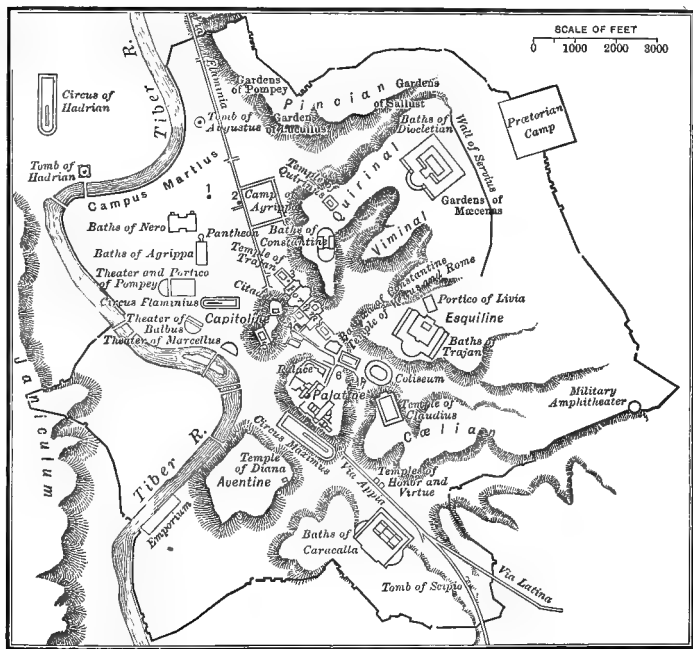 SCALE OF FEET
0 1000 2000 3000
Tiber R.
Circus of
Hadrian
Flaminia
Gardens
of Pompey
Pincian
Gardens
of Sallust
Tomb of
Augustus
Gardens
of Lucullus
Baths of
Diocletian
Wall of Servius
Prætorian
Camp
Tomb of
Hadrian
Campus Martius
1
2
Camp of
Agrippa
Temple of
Quirinus
Quirinal
Gardens of Mæcenas
Baths of Nero
Pantheon
Baths of
Constantine
Viminal
Baths of Agrippa
Temple of
Trajan
Theater and Portico
of Pompey
Citadel
Constantine
Temple of Venus and Rome
Portico of Livia
Circus Flaminius
Capitoline
Esquiline
Theater of
Balbus
Theater of Marcellus
Baths of
Trajan
Janiculum
Palace
6
Coliseum
Palatine
Military
Amphitheater
Temple of
Claudius
Cælian
Circus Maximus
Tiber R.
Temple
of Diana
Aventine
Via Appia
Temples of
Honor and
Virtue
Emporium
Baths of
Caracalla
Via Latina
Tomb of Scipio